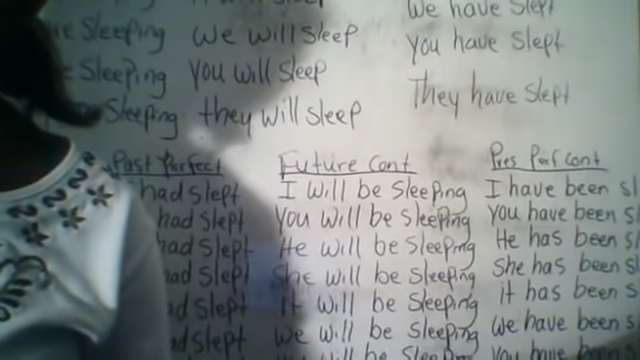 Sleeping We will Sleep We have Slept
Sleeping You will Sleep You have Slept
Sleeping they will Sleep They have Slept
Past Perfect Future Cont Pres Perf Cont
had Slept I will be Sleeping I have been
had Slept You will be Sleeping You have been
had Slept He will be Sleeping He has been
had Slept She will be Sleeping She has been
had Slept It will be Sleeping it has been
had Slept We will be Sleeping We have been
You have been